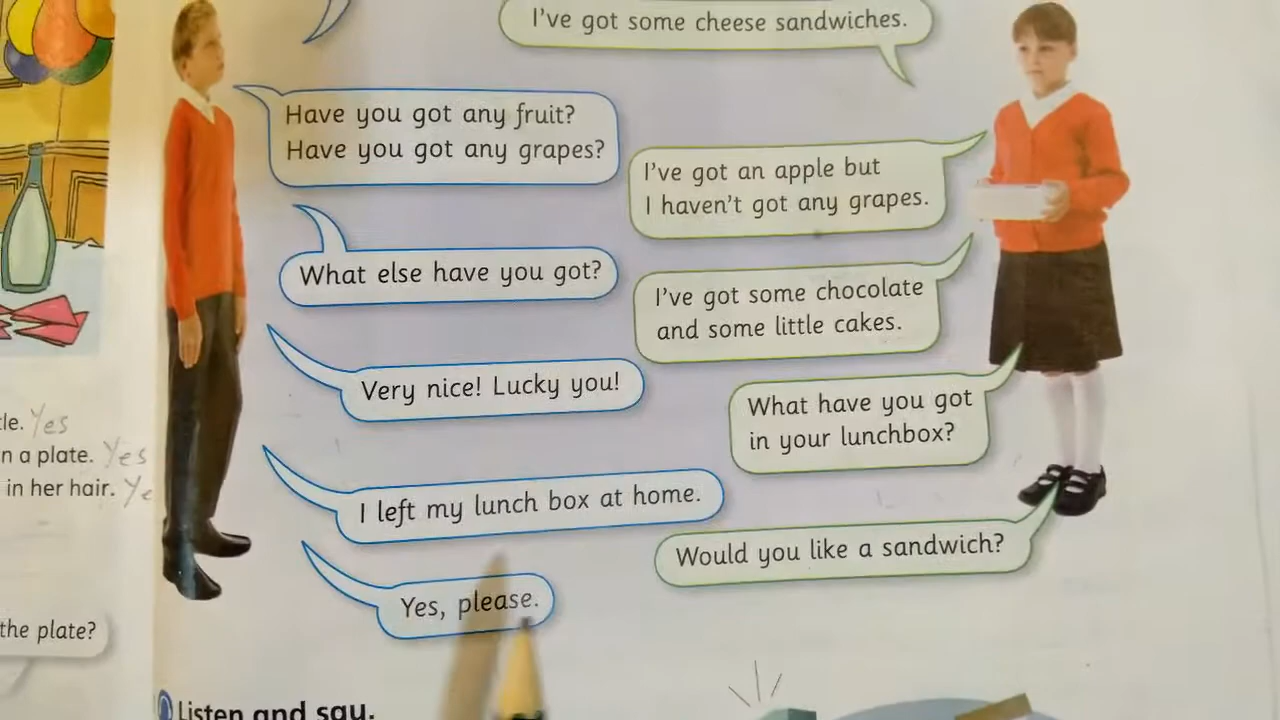 I've got some cheese sandwiches.
Have you got any fruit?
Have you got any grapes?
I've got an apple but
I haven't got any grapes.
What else have you got?
I've got some chocolate
and some little cakes.
Very nice! Lucky you!
What have you got
in your lunchbox?
I left my lunch box at home.
Would you like a sandwich?
Yes, please.
Yes
n a plate. Yes
in her hair.
the plate?
Listen and say.